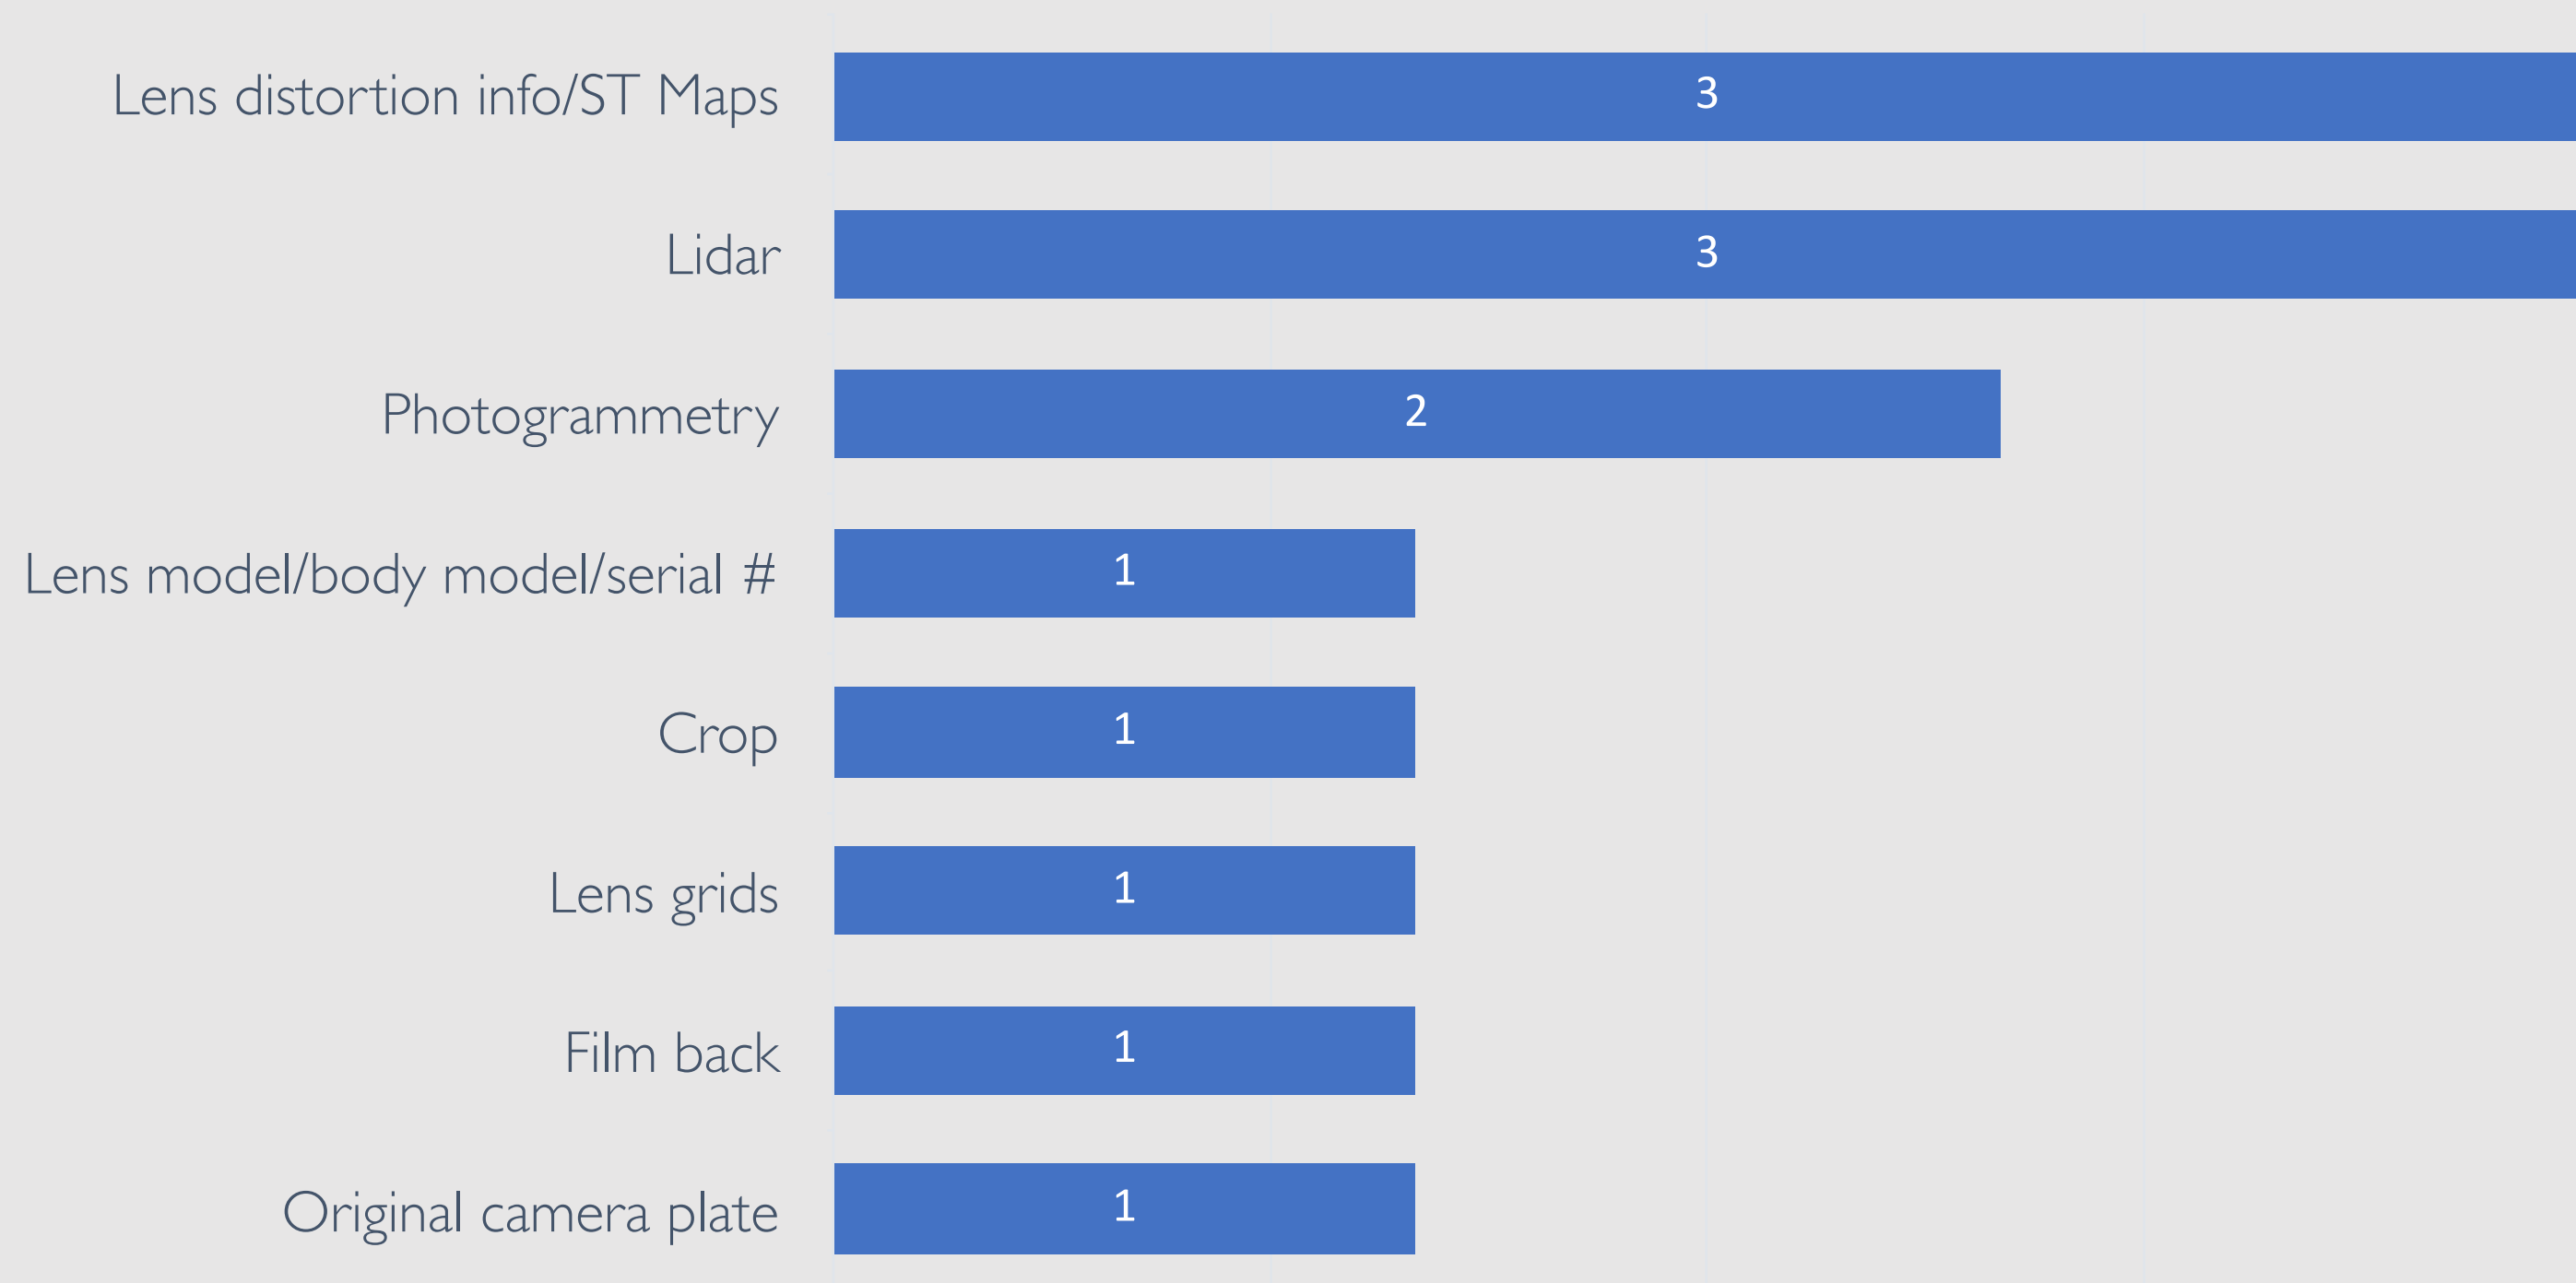 Lens distortion info/ST Maps 3
Lidar 3
Photogrammetry 2
Lens model/body model/serial # 1
Crop 1
Lens grids 1
Film back 1
Original camera plate 1